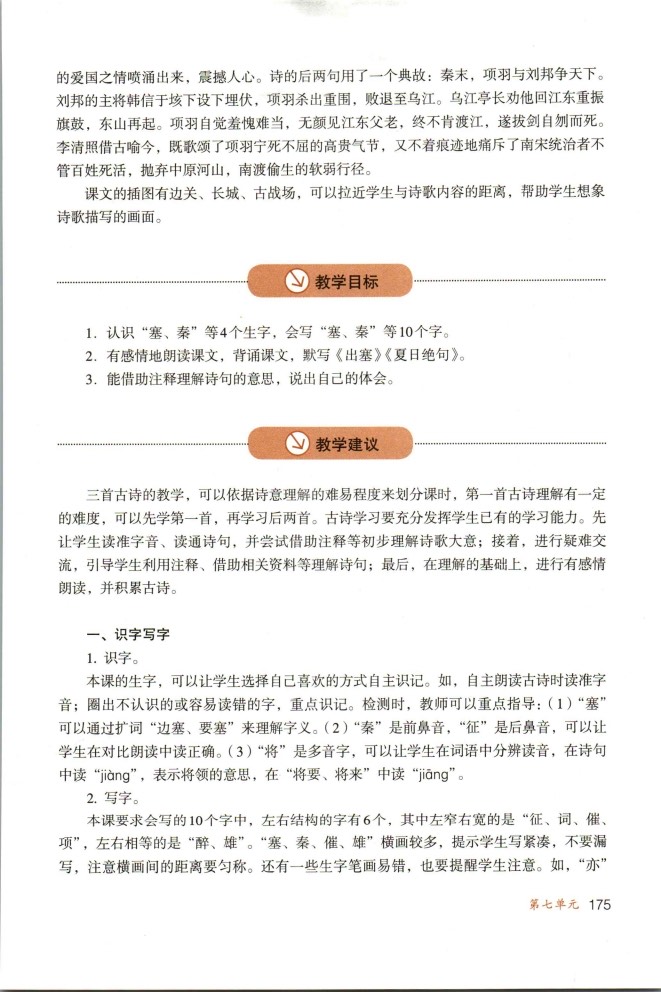 的爱国之情喷涌出来，震撼人心。诗的后两句用了一个典故：秦末，项羽与刘邦争天下。
刘邦的主将韩信于垓下设下埋伏，项羽杀出重围，败退至乌江。乌江亭长劝他回江东重振
旗鼓，东山再起。项羽自觉羞愧难当，无颜见江东父老，终不肯渡江，遂拔剑自刎而死。
李清照借古喻今，既歌颂了项羽宁死不屈的高贵气节，又不着痕迹地痛斥了南宋统治者不
管百姓死活，抛弃中原河山，南渡偷生的软弱行径。
课文的插图有边关、长城、古战场，可以拉近学生与诗歌内容的距离，帮助学生想象
诗歌描写的画面。
教学目标
1. 认识“塞、秦”等4个生字，会写“塞、秦”等10个字。
2. 有感情地朗读课文，背诵课文，默写《出塞》《夏日绝句》。
3. 能借助注释理解诗句的意思，说出自己的体会。
教学建议
三首古诗的教学，可以依据诗意理解的难易程度来划分课时，第一首古诗理解有一定
的难度，可以先学第一首，再学习后两首。古诗学习要充分发挥学生已有的学习能力。先
让学生读准字音、读通诗句，并尝试借助注释等初步理解诗歌大意；接着，进行疑难交
流，引导学生利用注释、借助相关资料等理解诗句；最后，在理解的基础上，进行有感情
朗读，并积累古诗。
一、识字写字
1. 识字。
本课的生字，可以让学生选择自己喜欢的方式自主识记。如，自主朗读古诗时读准字
音；圈出不认识的或容易读错的字，重点识记。检测时，教师可以重点指导：（1）“塞”
可以通过扩词“边塞、要塞”来理解字义。（2）“秦”是前鼻音，“征”是后鼻音，可以让
学生在对比朗读中读正确。（3）“将”是多音字，可以让学生在词语中分辨读音，在诗句
中读“jiàng”，表示将领的意思，在“将要、将来”中读“jiāng”。
2. 写字。
本课要求会写的10个字中，左右结构的字有6个，其中左窄右宽的是“征、词、催、
项”，左右相等的是“醉、雄”。“塞、秦、催、雄”横画较多，提示学生写紧凑，不要漏
写，注意横画间的距离要匀称。还有一些生字笔画易错，也要提醒学生注意。如，“亦”
第七单元 175